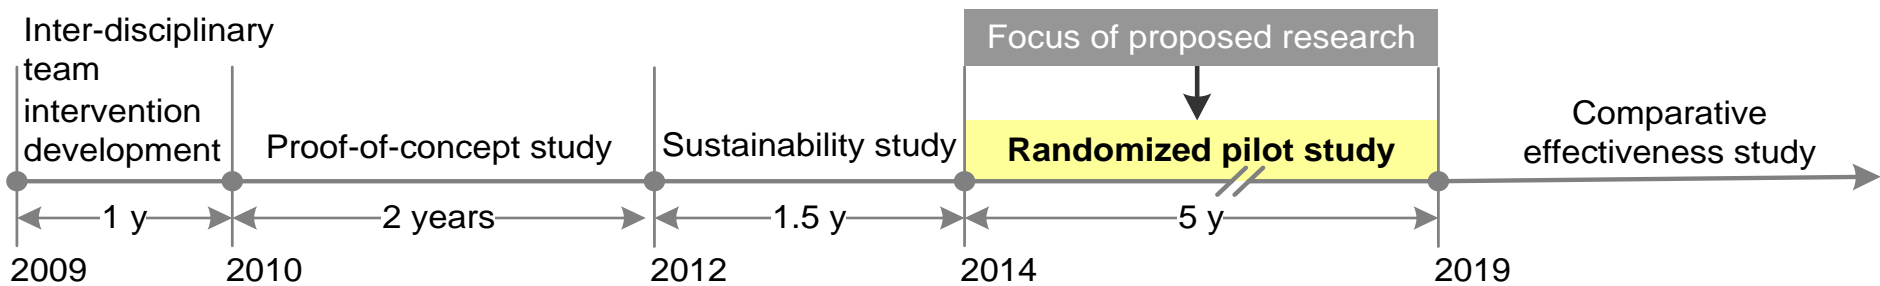 Inter-disciplinary
team
intervention
development
Proof-of-concept study
Sustainability study
Focus of proposed research
Randomized pilot study
Comparative
effectiveness study
1 y
2 years
1.5 y
5 y
2009
2010
2012
2014
2019